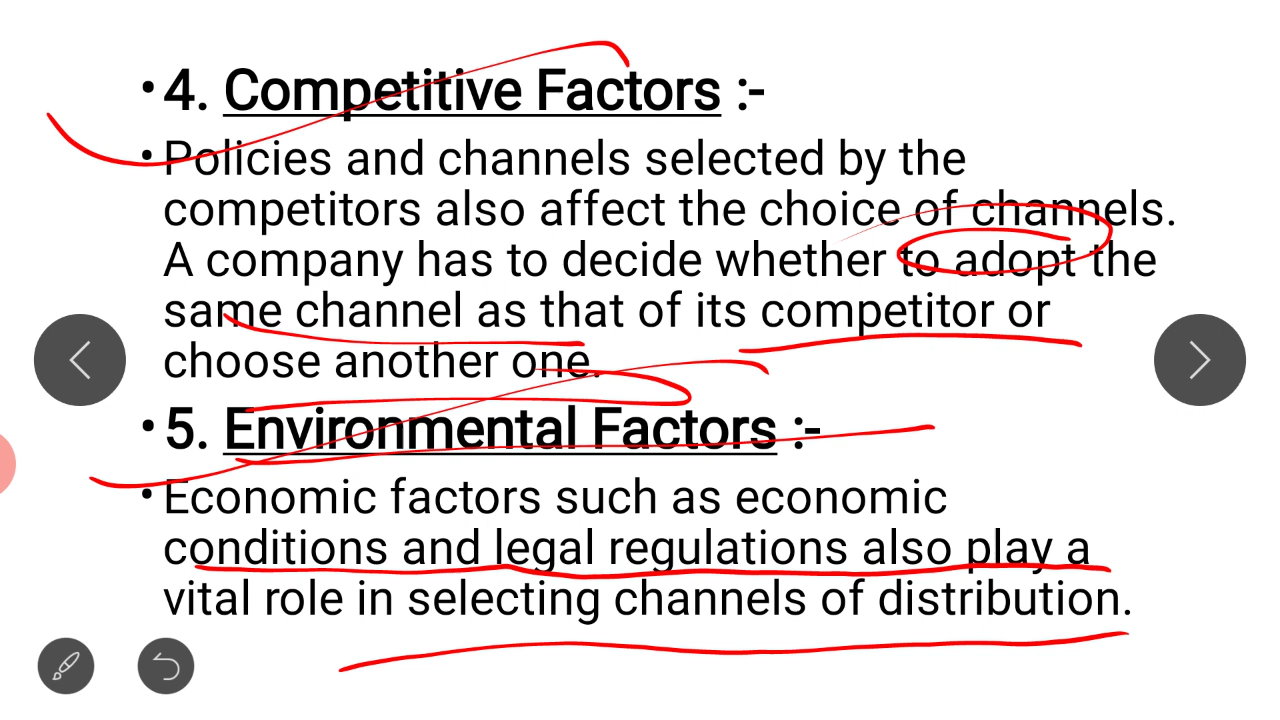 • 4. Competitive Factors :-
• Policies and channels selected by the
competitors also affect the choice of channels.
A company has to decide whether to adopt the
same channel as that of its competitor or
choose another one.
• 5. Environmental Factors :-
• Economic factors such as economic
conditions and legal regulations also play a
vital role in selecting channels of distribution.